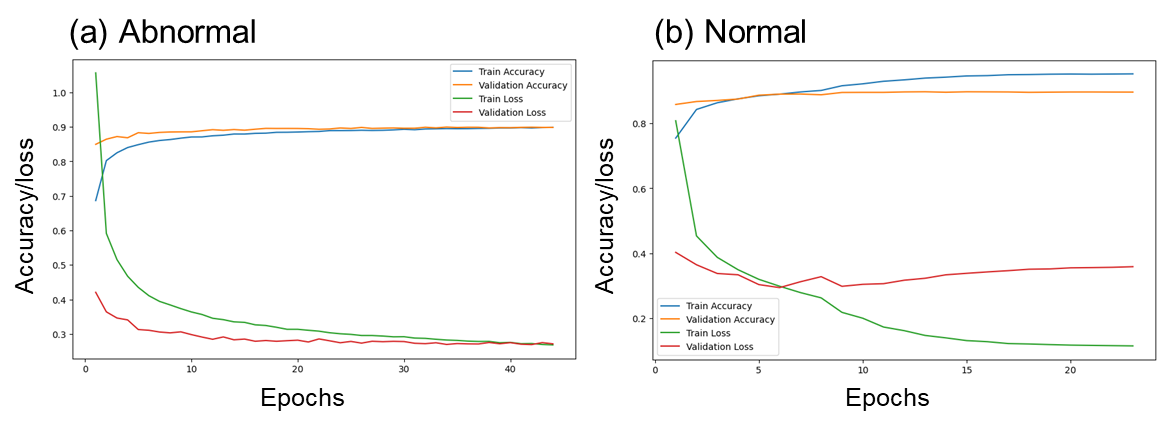 (a) Abnormal
Accuracy/loss
1.0
0.9
0.8
0.7
0.6
0.5
0.4
0.3
Train Accuracy
Validation Accuracy
Train Loss
Validation Loss
0 10 20 30 40
Epochs
(b) Normal
Accuracy/loss
0.8
0.6
0.4
0.2
Train Accuracy
Validation Accuracy
Train Loss
Validation Loss
0 5 10 15 20
Epochs